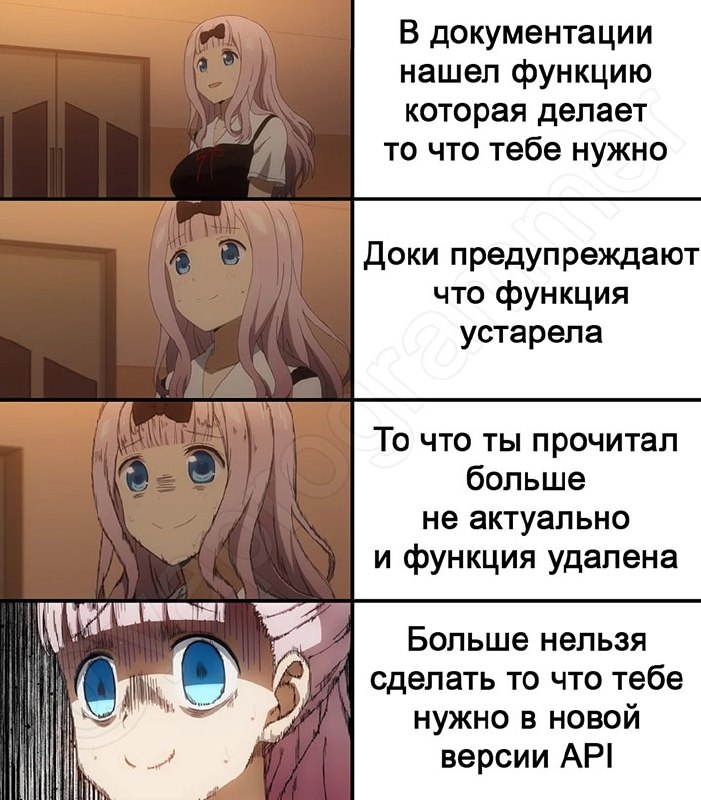 В документации
нашел функцию
которая делает
то что тебе нужно
Доки предупреждают
что функция
устарела
То что ты прочитал
больше
не актуально
и функция удалена
Больше нельзя
сделать то что тебе
нужно в новой
версии API